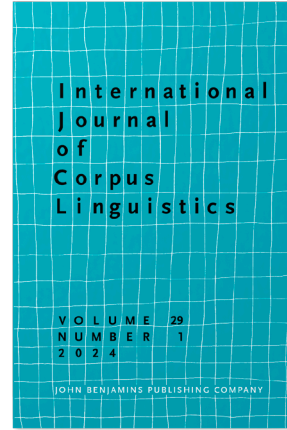 International
Journal
of
Corpus
Linguistics
VOLUME 29
NUMBER 1
2024
JOHN BENJAMINS PUBLISHING COMPANY